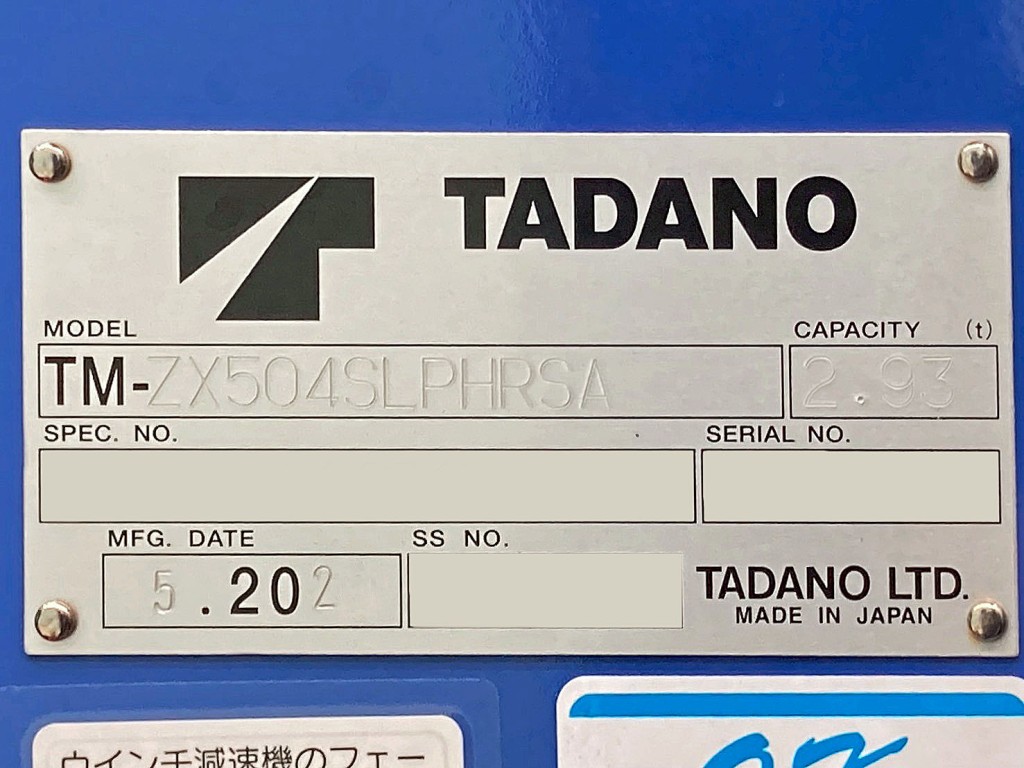 TADANO
MODEL CAPACITY (t)
TM-ZX504SLPHRSA 2.93
SPEC. NO. SERIAL NO.
MFG. DATE SS NO.
5 .202
TADANO LTD.
MADE IN JAPAN
ウインチ減速機のフェー